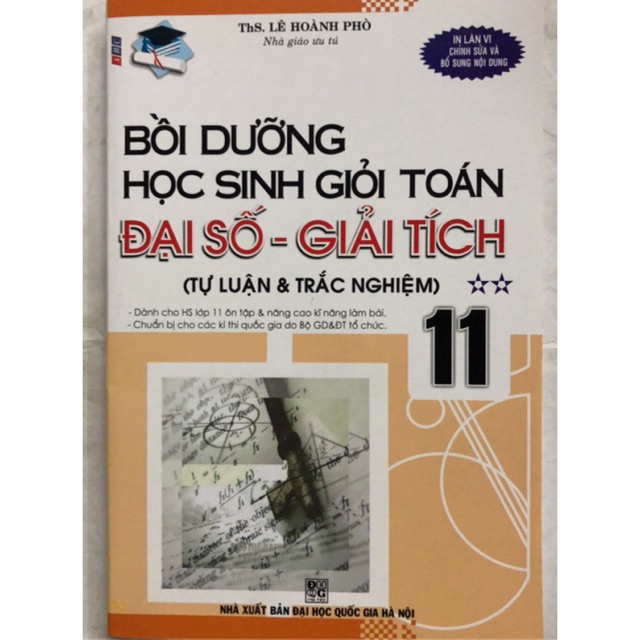 ThS. LÊ HOÀNH PHÒ
Nhà giáo ưu tú
IN LẦN VI
CHỈNH SỬA VÀ
BỔ SUNG NỘI DUNG
BỒI DƯỠNG
HỌC SINH GIỎI TOÁN
ĐẠI SỐ - GIẢI TÍCH
(TỰ LUẬN & TRẮC NGHIỆM)
- Dành cho HS lớp 11 ôn tập & nâng cao kĩ năng làm bài.
- Chuẩn bị cho các kì thi quốc gia do Bộ GD&ĐT tổ chức.
11
NHÀ XUẤT BẢN ĐẠI HỌC QUỐC GIA HÀ NỘI